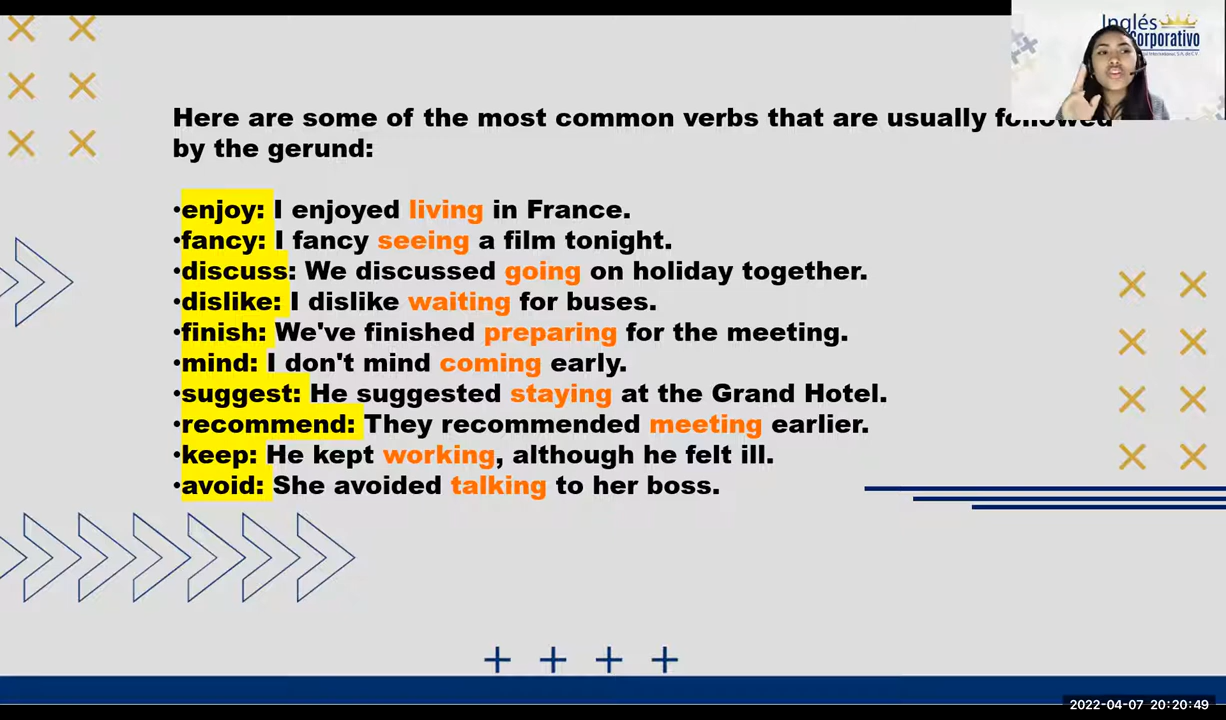 Inglés
Corporativo
Here are some of the most common verbs that are usually followed
by the gerund:
•enjoy: I enjoyed living in France.
•fancy: I fancy seeing a film tonight.
•discuss: We discussed going on holiday together.
•dislike: I dislike waiting for buses.
•finish: We've finished preparing for the meeting.
•mind: I don't mind coming early.
•suggest: He suggested staying at the Grand Hotel.
•recommend: They recommended meeting earlier.
•keep: He kept working, although he felt ill.
•avoid: She avoided talking to her boss.
2022-04-07 20:20:49